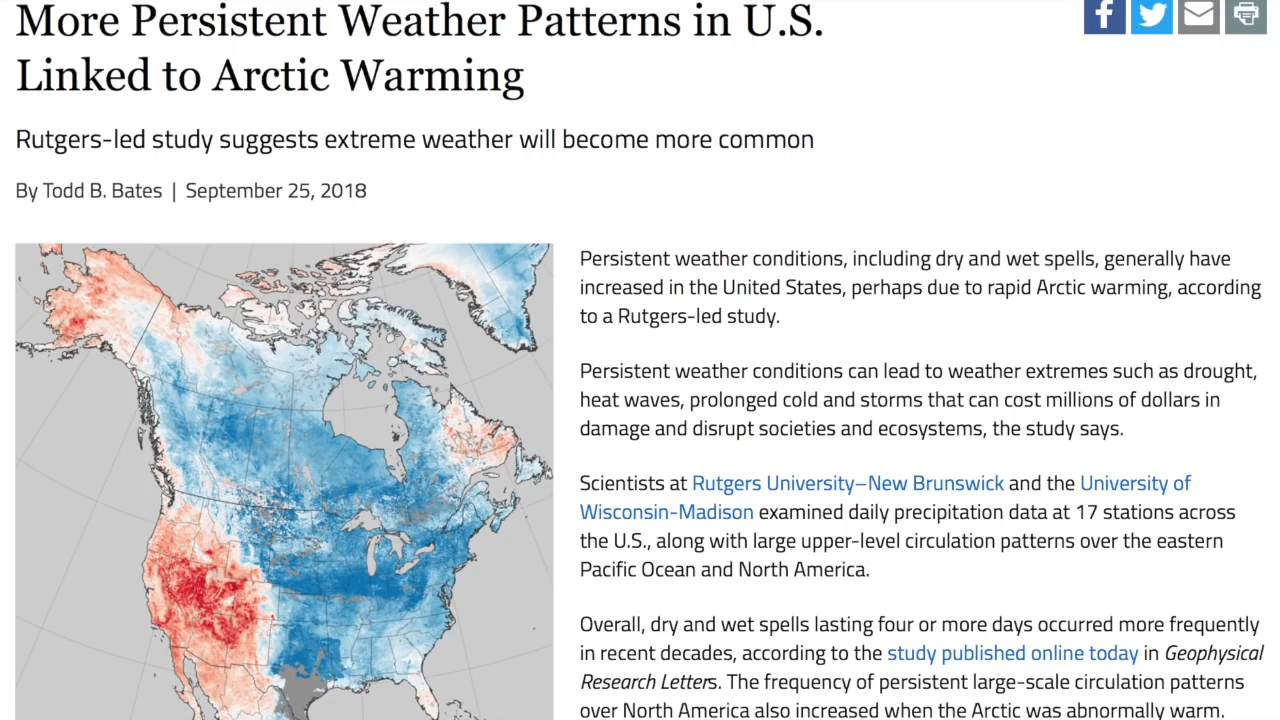 More Persistent Weather Patterns in U.S.
Linked to Arctic Warming
Rutgers-led study suggests extreme weather will become more common
By Todd B. Bates | September 25, 2018
Persistent weather conditions, including dry and wet spells, generally have
increased in the United States, perhaps due to rapid Arctic warming, according
to a Rutgers-led study.
Persistent weather conditions can lead to weather extremes such as drought,
heat waves, prolonged cold and storms that can cost millions of dollars in
damage and disrupt societies and ecosystems, the study says.
Scientists at Rutgers University–New Brunswick and the University of
Wisconsin-Madison examined daily precipitation data at 17 stations across
the U.S., along with large upper-level circulation patterns over the eastern
Pacific Ocean and North America.
Overall, dry and wet spells lasting four or more days occurred more frequently
in recent decades, according to the study published online today in Geophysical
Research Letters. The frequency of persistent large-scale circulation patterns
over North America also increased when the Arctic was abnormally warm.